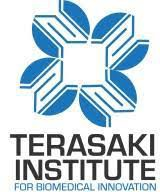 TERASAKI
INSTITUTE
FOR BIOMEDICAL INNOVATION